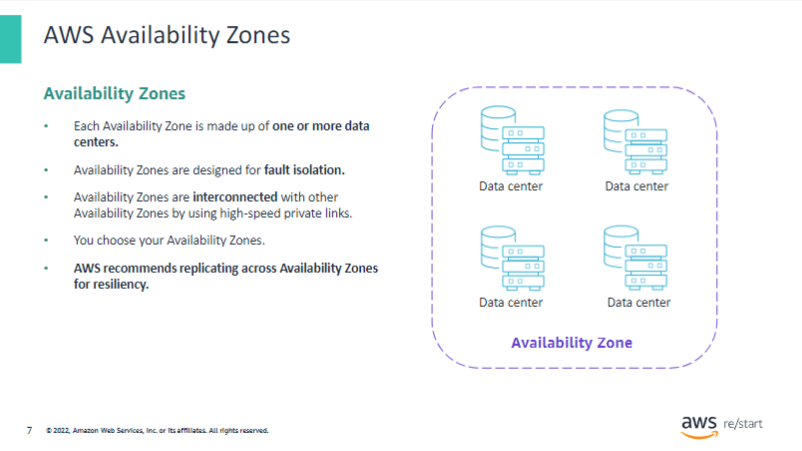 AWS Availability Zones
Availability Zones
• Each Availability Zone is made up of one or more data
centers.
• Availability Zones are designed for fault isolation.
• Availability Zones are interconnected with other
Availability Zones by using high-speed private links.
• You choose your Availability Zones.
• AWS recommends replicating across Availability Zones
for resiliency.
Data center
Data center
Data center
Data center
Availability Zone
7 © 2022, Amazon Web Services, Inc. or its affiliates. All rights reserved.
aws re/start